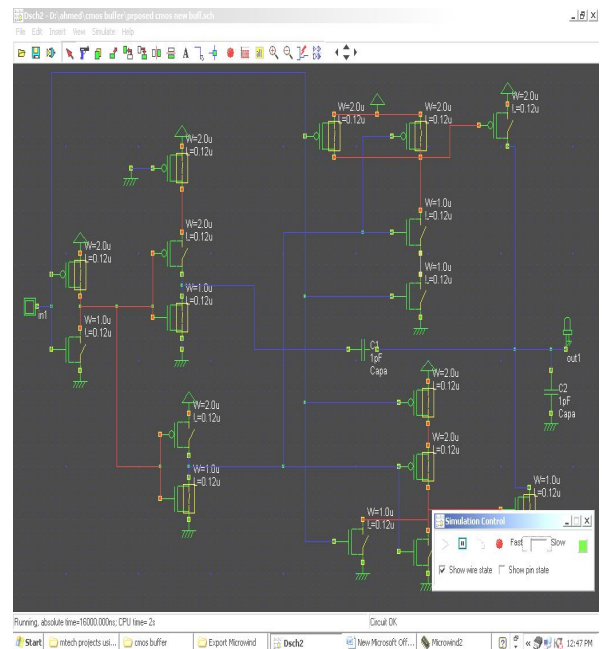 Dsch2 - D:\ahmed\cmos buffer\prposed cmos new buff.sch
File Edit Insert View Simulate Help
W=2.0u
L=0.12u
W=2.0u
L=0.12u
W=2.0u
L=0.12u
W=2.0u
L=0.12u
W=2.0u
L=0.12u
W=1.0u
L=0.12u
W=2.0u
L=0.12u
W=1.0u
L=0.12u
W=1.0u
L=0.12u
in1
W=1.0u
L=0.12u
C1
1pF
Capa
out1
C2
1pF
Capa
W=2.0u
L=0.12u
W=2.0u
L=0.12u
W=2.0u
L=0.12u
W=1.0u
L=0.12u
W=1.0u
L=0.12u
W=1.0u
L=0.12u
Simulation Control
Fast Slow
Show wire state Show pin state
Running, absolute time=16000.000ns; CPU time= 2s Circuit OK
Start mtech projects usi... cmos buffer Export Microwind Dsch2 New Microsoft Off... Microwind2 12:47 PM